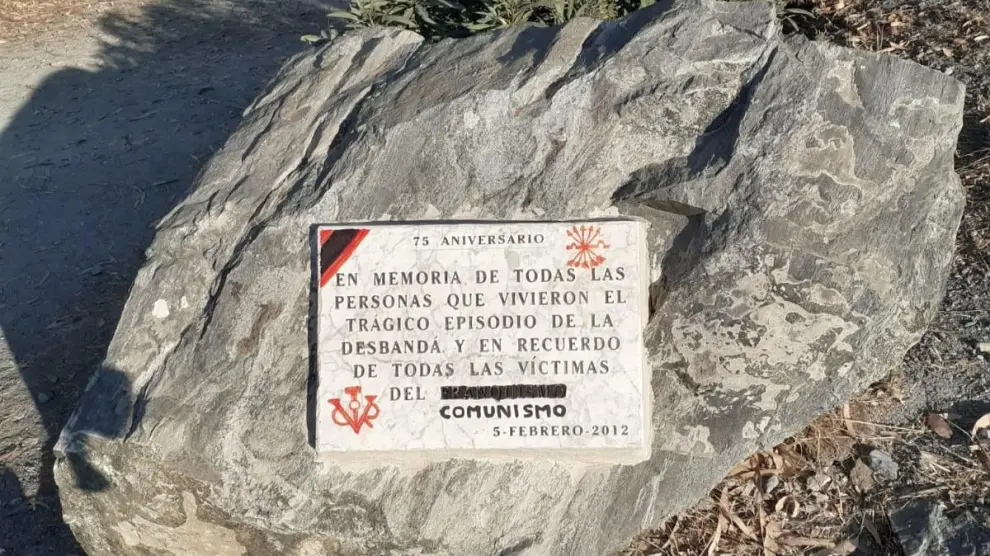 75 ANIVERSARIO
EN MEMORIA DE TODAS LAS
PERSONAS QUE VIVIERON EL
TRÁGICO EPISODIO DE LA
DESBANDÁ Y EN RECUERDO
DE TODAS LAS VÍCTIMAS
DEL FRANQUISMO
COMUNISMO
5-FEBRERO-2012